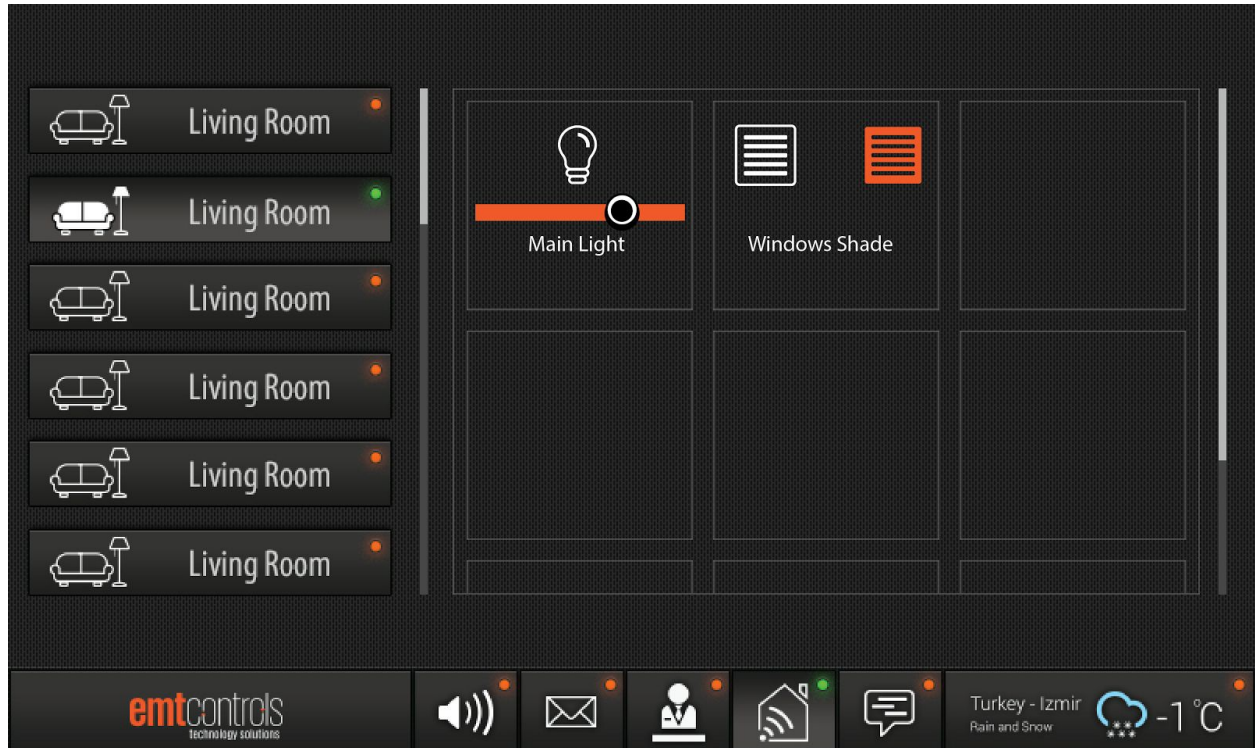 Living Room
Living Room
Living Room
Living Room
Living Room
Living Room
Main Light
Windows Shade
emtcontrols
technology solutions
Turkey - Izmir
Rain and Snow
-1 °C